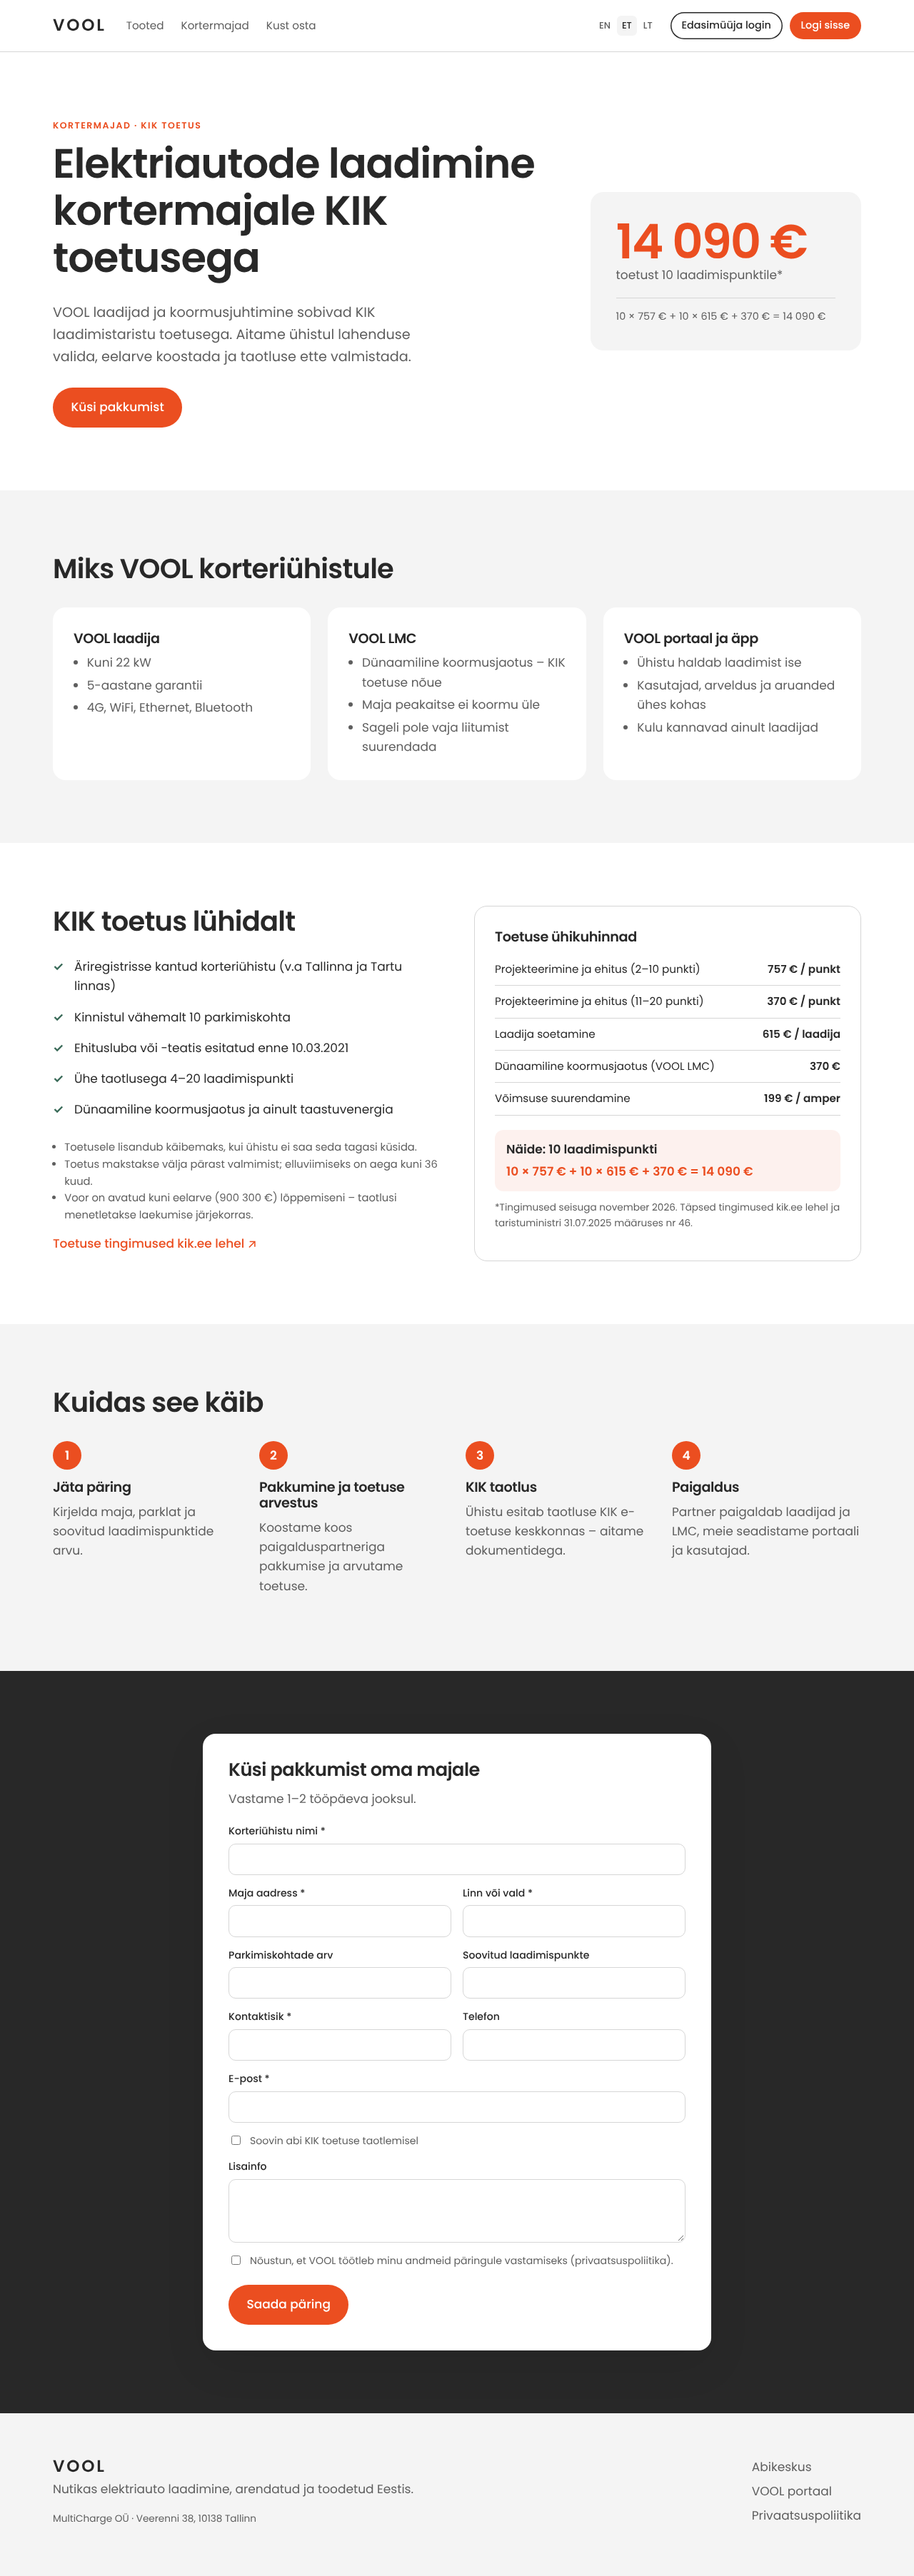 VOOL
Tooted
Kortermajad
Kust osta
EN
ET
LT
Edasimüüja login
Logi sisse
KORTERMAJAD · KIK TOETUS
Elektriautode laadimine
kortermajale KIK
toetusega
VOOL laadijad ja koormusjuhtimine sobivad KIK
laadimistaristu toetusega. Aitame ühistul lahenduse
valida, eelarve koostada ja taotluse ette valmistada.
Küsi pakkumist
14 090 €
toetust 10 laadimispunktile*
10 × 757 € + 10 × 615 € + 370 € = 14 090 €
Miks VOOL korteriühistule
VOOL laadija
• Kuni 22 kW
• 5-aastane garantii
• 4G, WiFi, Ethernet, Bluetooth
VOOL LMC
• Dünaamiline koormusjaotus – KIK
toetuse nõue
• Maja peakaitse ei koormu üle
• Sageli pole vaja liitumist
suurendada
VOOL portaal ja äpp
• Ühistu haldab laadimist ise
• Kasutajad, arveldus ja aruanded
ühes kohas
• Kulu kannavad ainult laadijad
KIK toetus lühidalt
✓ Äriregistrisse kantud korteriühistu (v.a Tallinna ja Tartu
linnas)
✓ Kinnistul vähemalt 10 parkimiskohta
✓ Ehitusluba või -teatis esitatud enne 10.03.2021
✓ Ühe taotlusega 4–20 laadimispunkti
✓ Dünaamiline koormusjaotus ja ainult taastuvenergia
• Toetusele lisandub käibemaks, kui ühistu ei saa seda tagasi küsida.
• Toetus makstakse välja pärast valmimist; elluviimiseks on aega kuni 36
kuud.
• Voor on avatud kuni eelarve (900 300 €) lõppemiseni – taotlusi
menetletakse laekumise järjekorras.
Toetuse tingimused kik.ee lehel ↗
Toetuse ühikuhinnad
Projekteerimine ja ehitus (2–10 punkti) 757 € / punkt
Projekteerimine ja ehitus (11–20 punkti) 370 € / punkt
Laadija soetamine 615 € / laadija
Dünaamiline koormusjaotus (VOOL LMC) 370 €
Võimsuse suurendamine 199 € / amper
Näide: 10 laadimispunkti
10 × 757 € + 10 × 615 € + 370 € = 14 090 €
*Tingimused seisuga november 2026. Täpsed tingimused kik.ee lehel ja
taristuministri 31.07.2025 määruses nr 46.
Kuidas see käib
1
Jäta päring
Kirjelda maja, parklat ja
soovitud laadimispunktide
arvu.
2
Pakkumine ja toetuse
arvestus
Koostame koos
paigalduspartneriga
pakkumise ja arvutame
toetuse.
3
KIK taotlus
Ühistu esitab taotluse KIK e-
toetuse keskkonnas – aitame
dokumentidega.
4
Paigaldus
Partner paigaldab laadijad ja
LMC, meie seadistame portaali
ja kasutajad.
Küsi pakkumist oma majale
Vastame 1–2 tööpäeva jooksul.
Korteriühistu nimi *
Maja aadress *
Linn või vald *
Parkimiskohtade arv
Soovitud laadimispunkte
Kontaktisik *
Telefon
E-post *
Soovin abi KIK toetuse taotlemisel
Lisainfo
Nõustun, et VOOL töötleb minu andmeid päringule vastamiseks (privaatsuspoliitika).
Saada päring
VOOL
Nutikas elektriauto laadimine, arendatud ja toodetud Eestis.
MultiCharge OÜ · Veerenni 38, 10138 Tallinn
Abikeskus
VOOL portaal
Privaatsuspoliitika